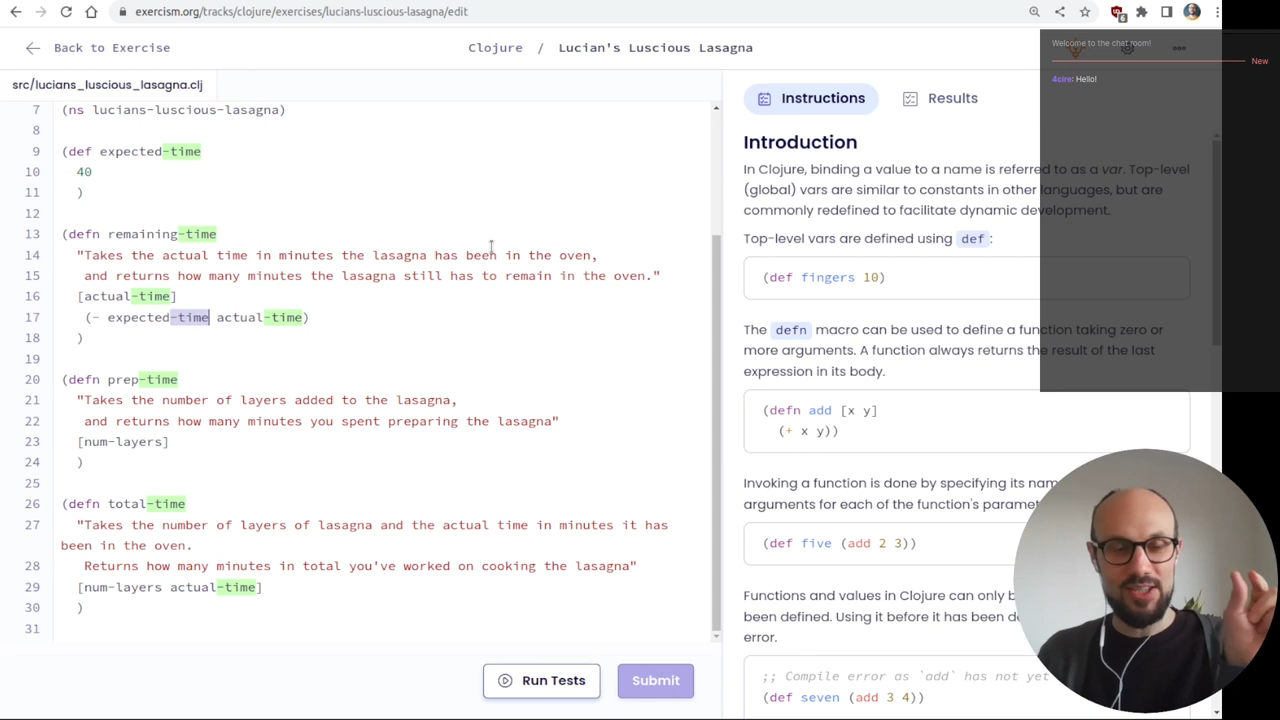 exercism.org/tracks/clojure/exercises/lucians-luscious-lasagna/edit
6
Back to Exercise
Clojure / Lucian's Luscious Lasagna
src/lucians_luscious_lasagna.clj
7 (ns lucians-luscious-lasagna)
8
9 (def expected-time
10 40
11 )
12
13 (defn remaining-time
14 "Takes the actual time in minutes the lasagna has been in the oven,
15 and returns how many minutes the lasagna still has to remain in the oven."
16 [actual-time]
17 (- expected-time actual-time)
18 )
19
20 (defn prep-time
21 "Takes the number of layers added to the lasagna,
22 and returns how many minutes you spent preparing the lasagna"
23 [num-layers]
24 )
25
26 (defn total-time
27 "Takes the number of layers of lasagna and the actual time in minutes it has
been in the oven.
28 Returns how many minutes in total you've worked on cooking the lasagna"
29 [num-layers actual-time]
30 )
31
Run Tests
Submit
Instructions
Results
Introduction
In Clojure, binding a value to a name is referred to as a var. Top-level
(global) vars are similar to constants in other languages, but are
commonly redefined to facilitate dynamic development.
Top-level vars are defined using def :
(def fingers 10)
The defn macro can be used to define a function taking zero or
more arguments. A function always returns the result of the last
expression in its body.
(defn add [x y]
(+ x y))
Invoking a function is done by specifying its nam
arguments for each of the function's paramet
(def five (add 2 3))
Functions and values in Clojure can only b
been defined. Using it before it has been de
error.
;; Compile error as `add` has not yet
(def seven (add 3 4))
Welcome to the chat room!
New
4cire: Hello!